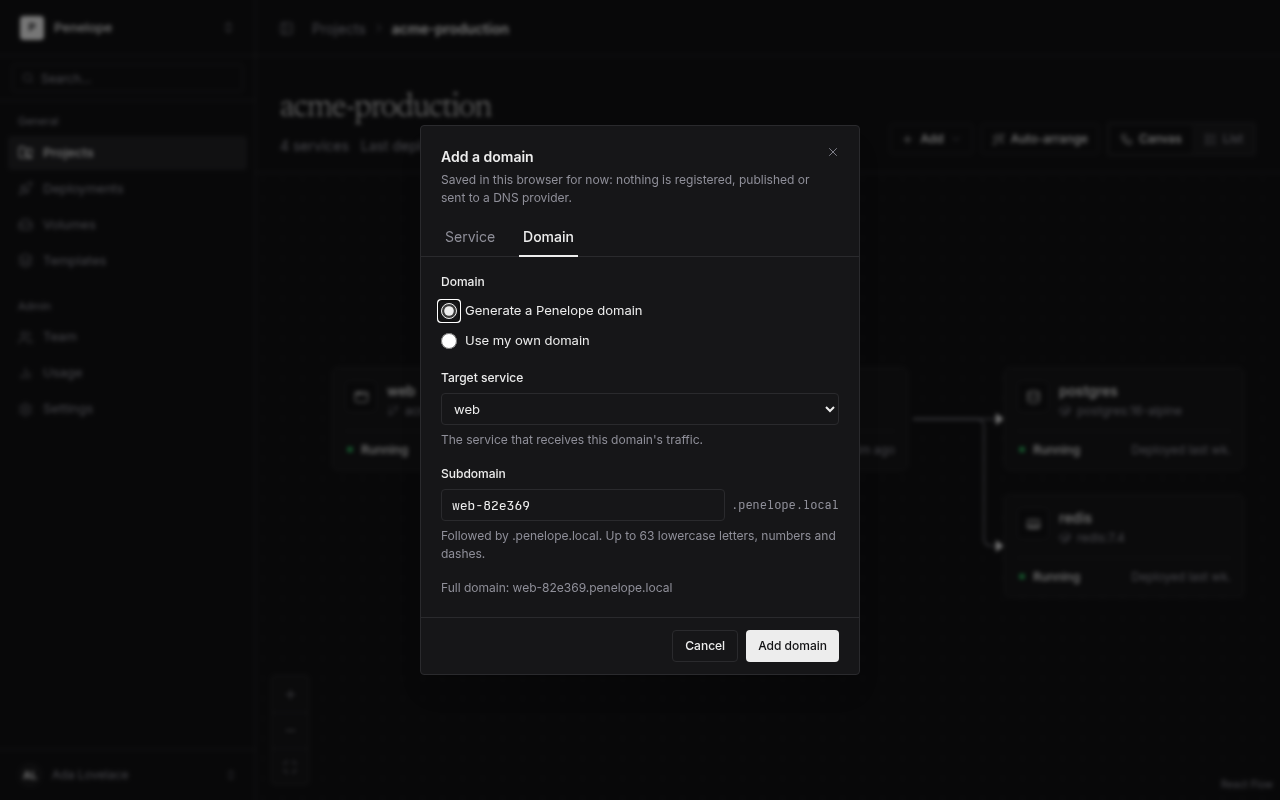 P Penelope
Projects › acme-production
Search...
acme-production
General
4 services Last dep
Add
Auto-arrange
Canvas
List
Projects
Deployments
Volumes
Templates
Admin
Team
Usage
Settings
Add a domain
Saved in this browser for now: nothing is registered, published or
sent to a DNS provider.
Service Domain
Domain
Generate a Penelope domain
Use my own domain
Target service
web
The service that receives this domain's traffic.
Subdomain
web-82e369 .penelope.local
Followed by .penelope.local. Up to 63 lowercase letters, numbers and
dashes.
Full domain: web-82e369.penelope.local
Cancel Add domain
web
Running
postgres
postgres:16-alpine
Running
redis
redis:7.4
Running
AL Ada Lovelace
React Flow